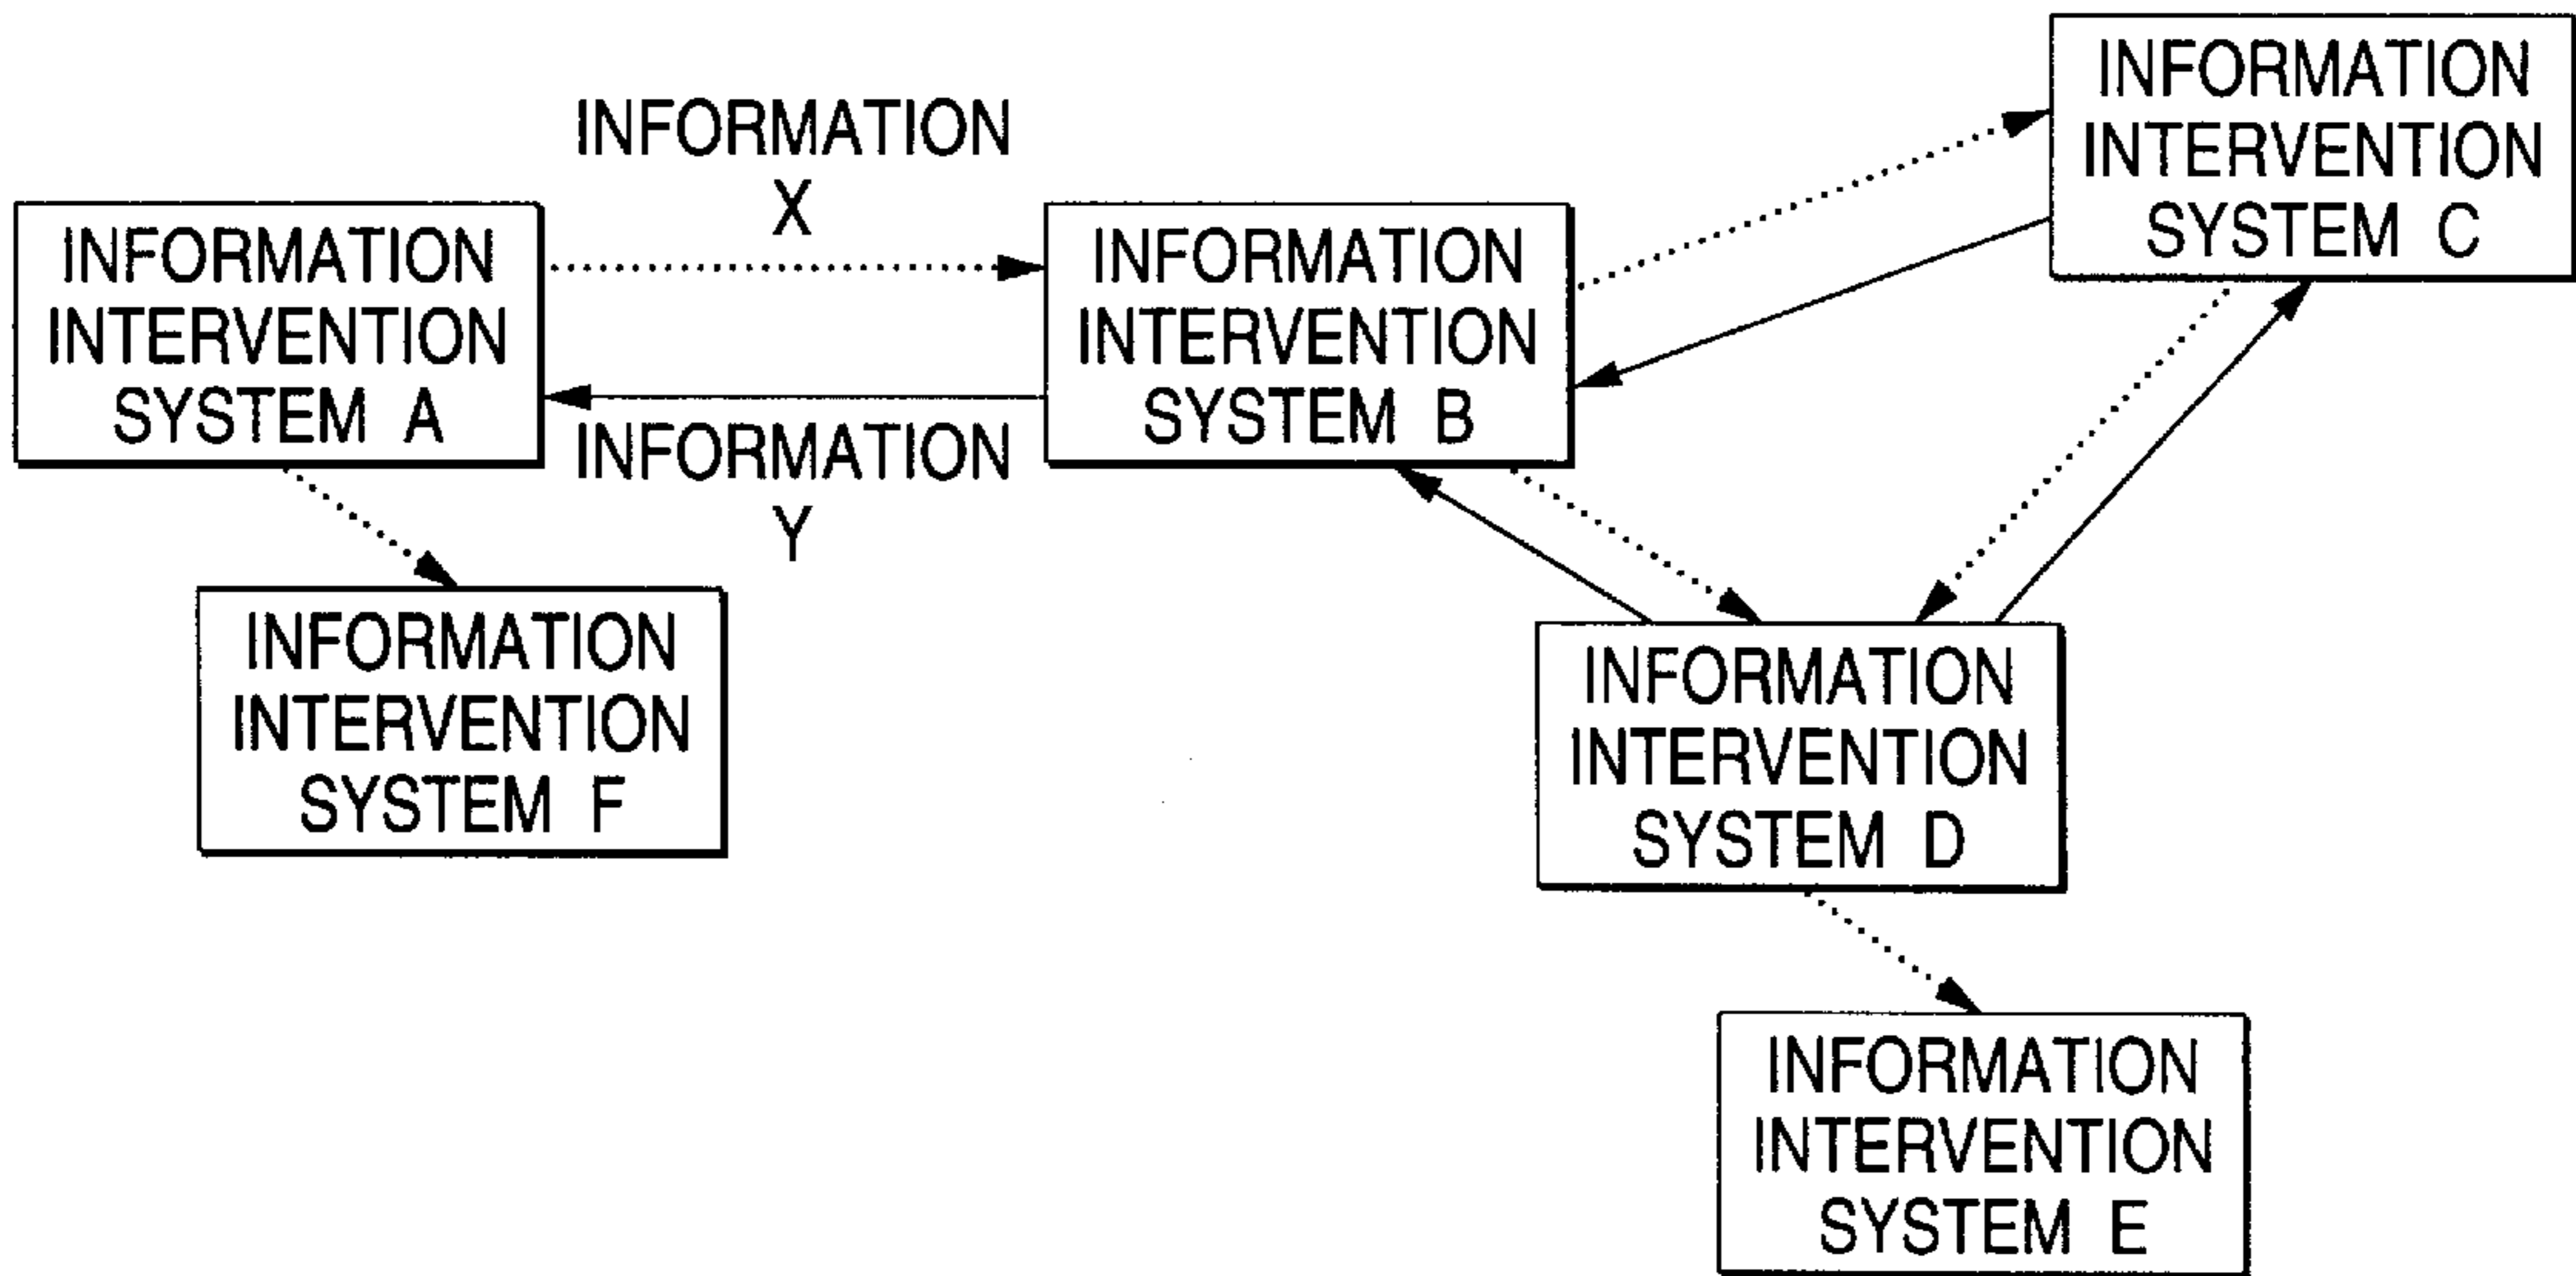 INFORMATION
INTERVENTION
SYSTEM A
INFORMATION
X
INFORMATION
Y
INFORMATION
INTERVENTION
SYSTEM B
INFORMATION
INTERVENTION
SYSTEM C
INFORMATION
INTERVENTION
SYSTEM F
INFORMATION
INTERVENTION
SYSTEM D
INFORMATION
INTERVENTION
SYSTEM E